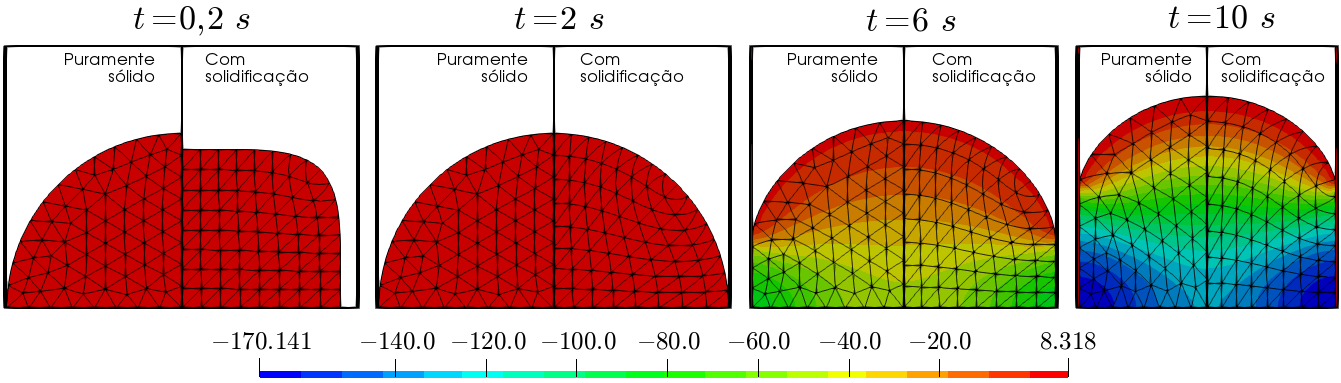 t=0,2 s
Puramente sólido
Com solidificação
t=2 s
Puramente sólido
Com solidificação
t=6 s
Puramente sólido
Com solidificação
t=10 s
Puramente sólido
Com solidificação
−170.141 −140.0 −120.0 −100.0 −80.0 −60.0 −40.0 −20.0 8.318